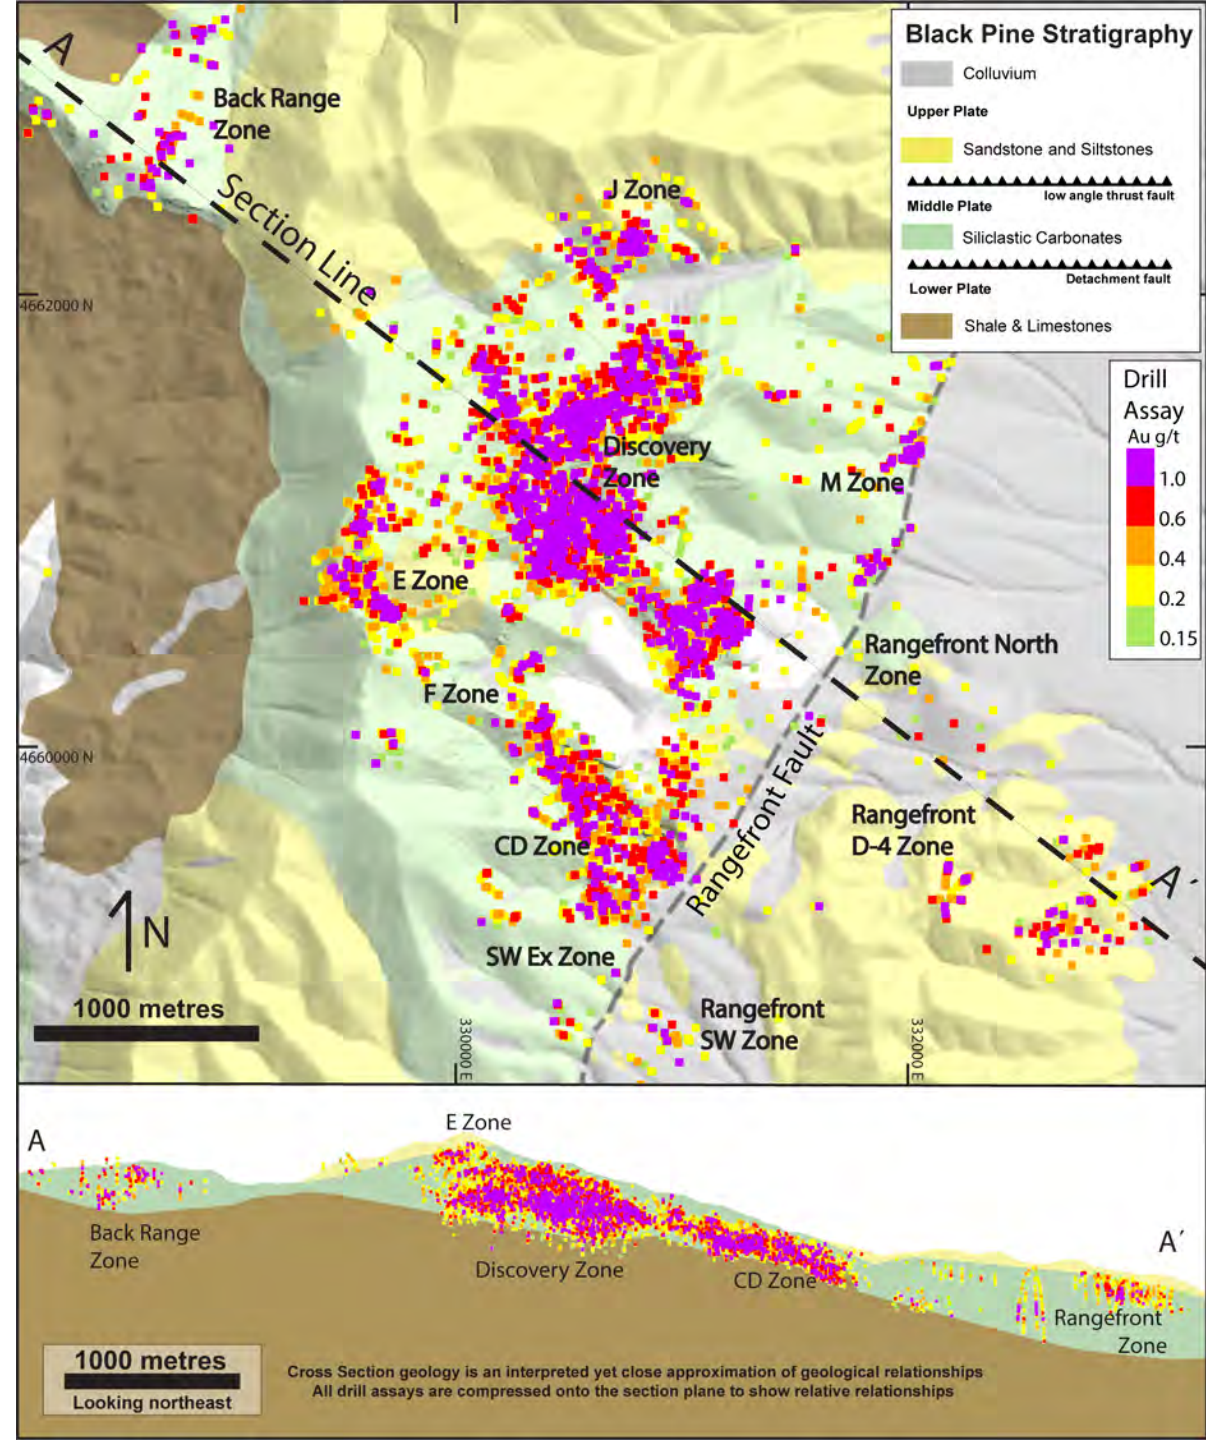 A
Back Range
Zone
Section Line
J Zone
4662000 N
Discovery
Zone
M Zone
E Zone
F Zone
Rangefront North
Zone
4660000 N
Rangefront Fault
Rangefront
D-4 Zone
CD Zone
A´
N
SW Ex Zone
1000 metres
Rangefront
SW Zone
330000 E
332000 E
Black Pine Stratigraphy
Colluvium
Upper Plate
Sandstone and Siltstones
low angle thrust fault
Middle Plate
Siliclastic Carbonates
Detachment fault
Lower Plate
Shale & Limestones
Drill
Assay
Au g/t
1.0
0.6
0.4
0.2
0.15
E Zone
A
Back Range
Zone
A´
Discovery Zone
CD Zone
Rangefront
Zone
1000 metres
Looking northeast
Cross Section geology is an interpreted yet close approximation of geological relationships
All drill assays are compressed onto the section plane to show relative relationships